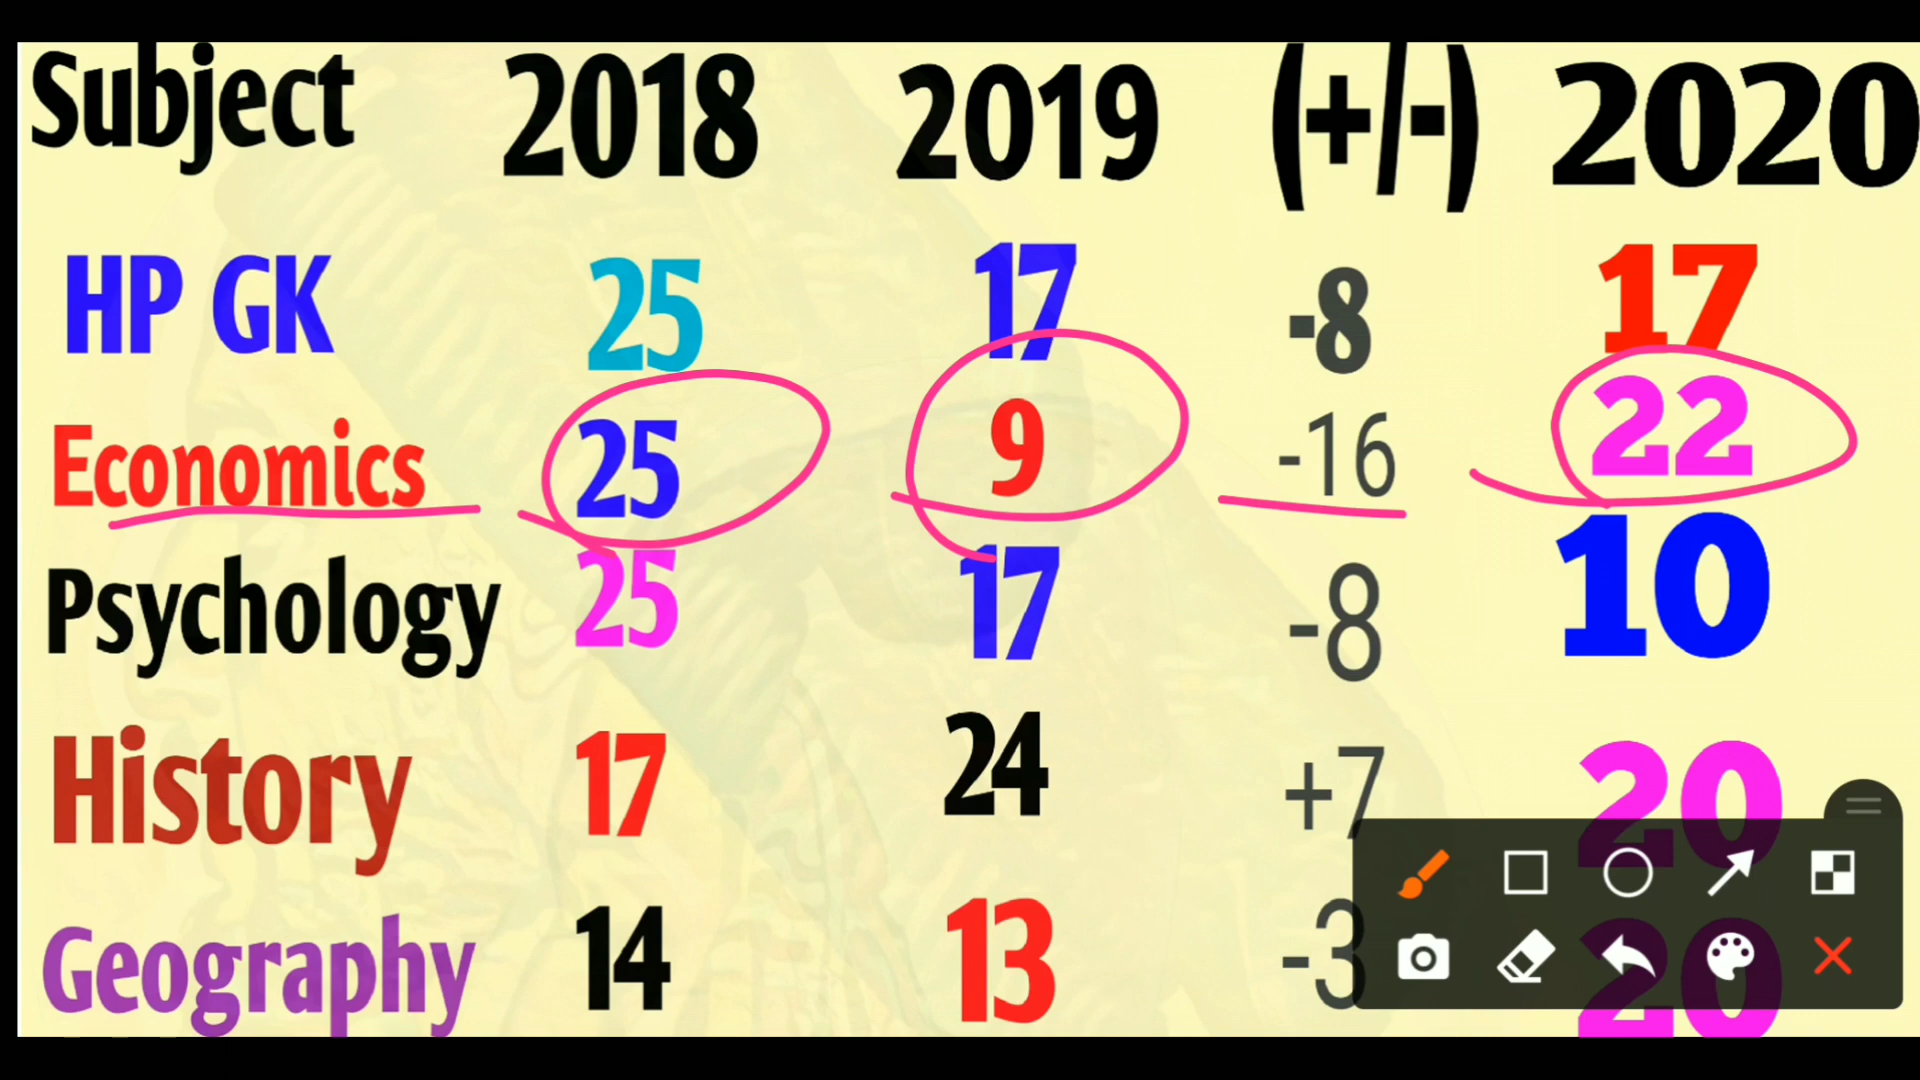 Subject 2018 2019 (+/-) 2020
HP GK 25 17 -8 17
Economics 25 9 -16 22
Psychology 25 17 -8 10
History 17 24 +7 20
Geography 14 13 -3 20